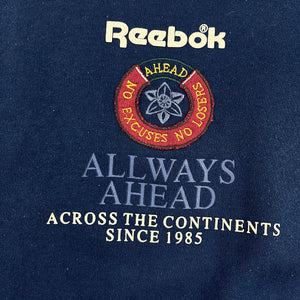 Reebok®
AHEAD
NO EXCUSES NO LOSERS
ALLWAYS
AHEAD
ACROSS THE CONTINENTS
SINCE 1985